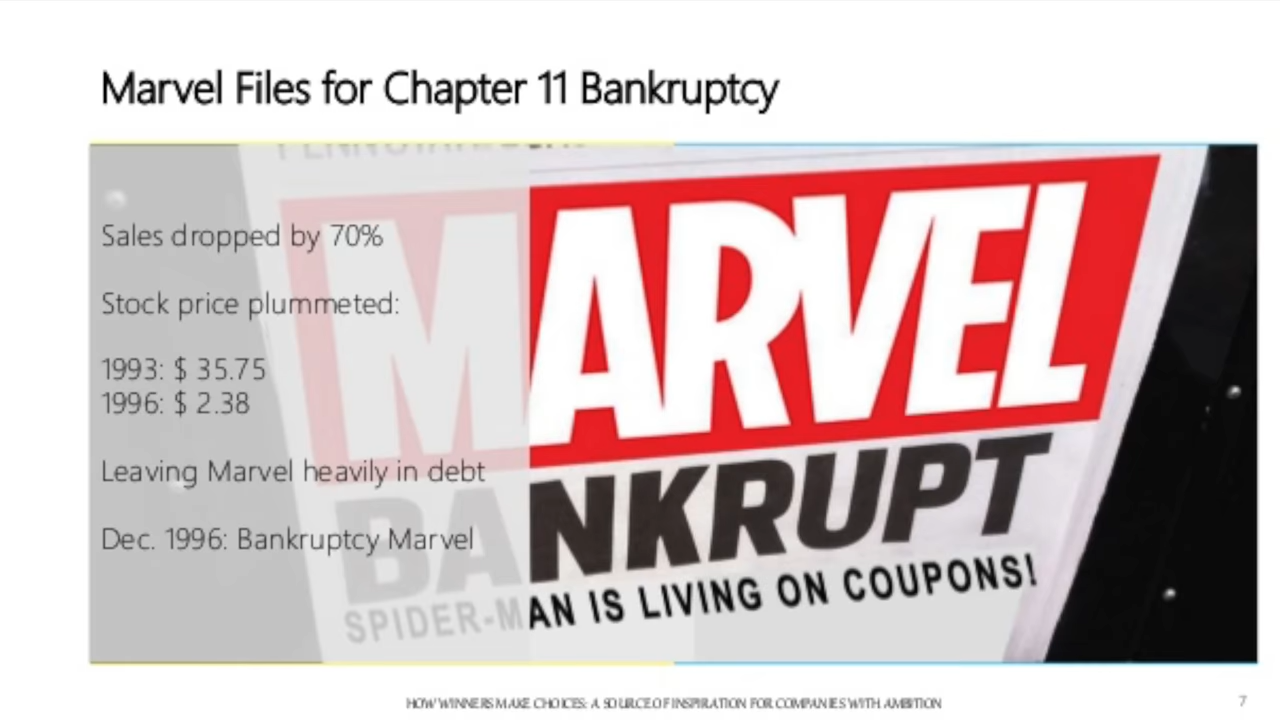 Marvel Files for Chapter 11 Bankruptcy
Sales dropped by 70%
Stock price plummeted:
1993: $ 35.75
1996: $ 2.38
Leaving Marvel heavily in debt
Dec. 1996: Bankruptcy Marvel
MARVEL
BANKRUPT
SPIDER-MAN IS LIVING ON COUPONS!
HOW WINNERS MAKE CHOICES: A SOURCE OF INSPIRATION FOR COMPANIES WITH AMBITION
7